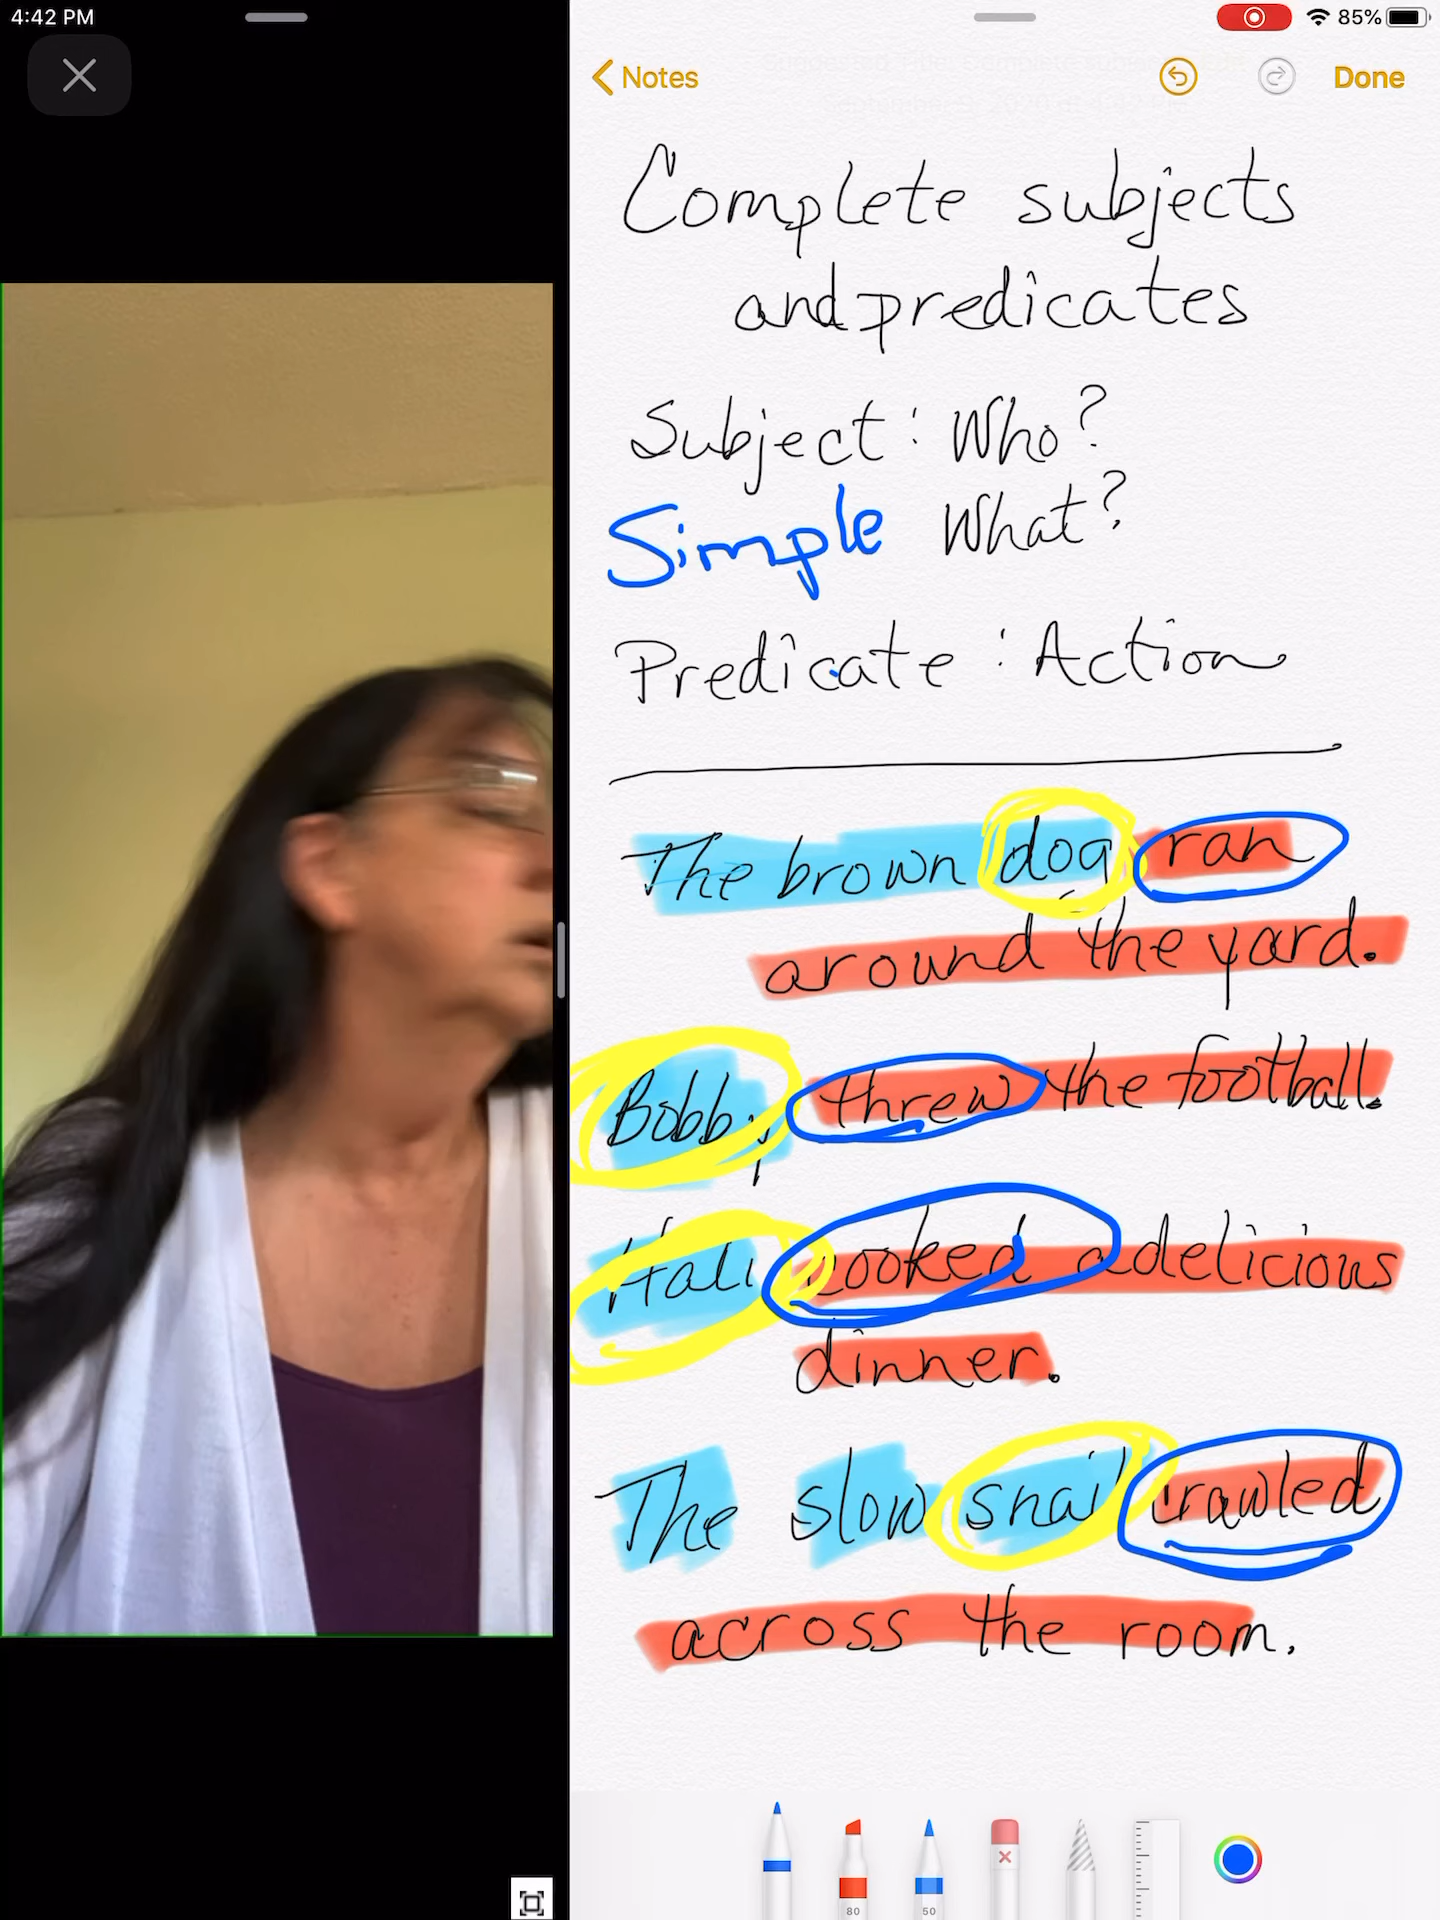 4:42 PM
85%
Notes
Done
Complete subjects
and predicates
Subject: Who?
Simple What?
Predicate: Action
The brown dog ran
around the yard.
Bobby threw the football.
Hali cooked a delicious
dinner.
The slow snail crawled
across the room.
80
50